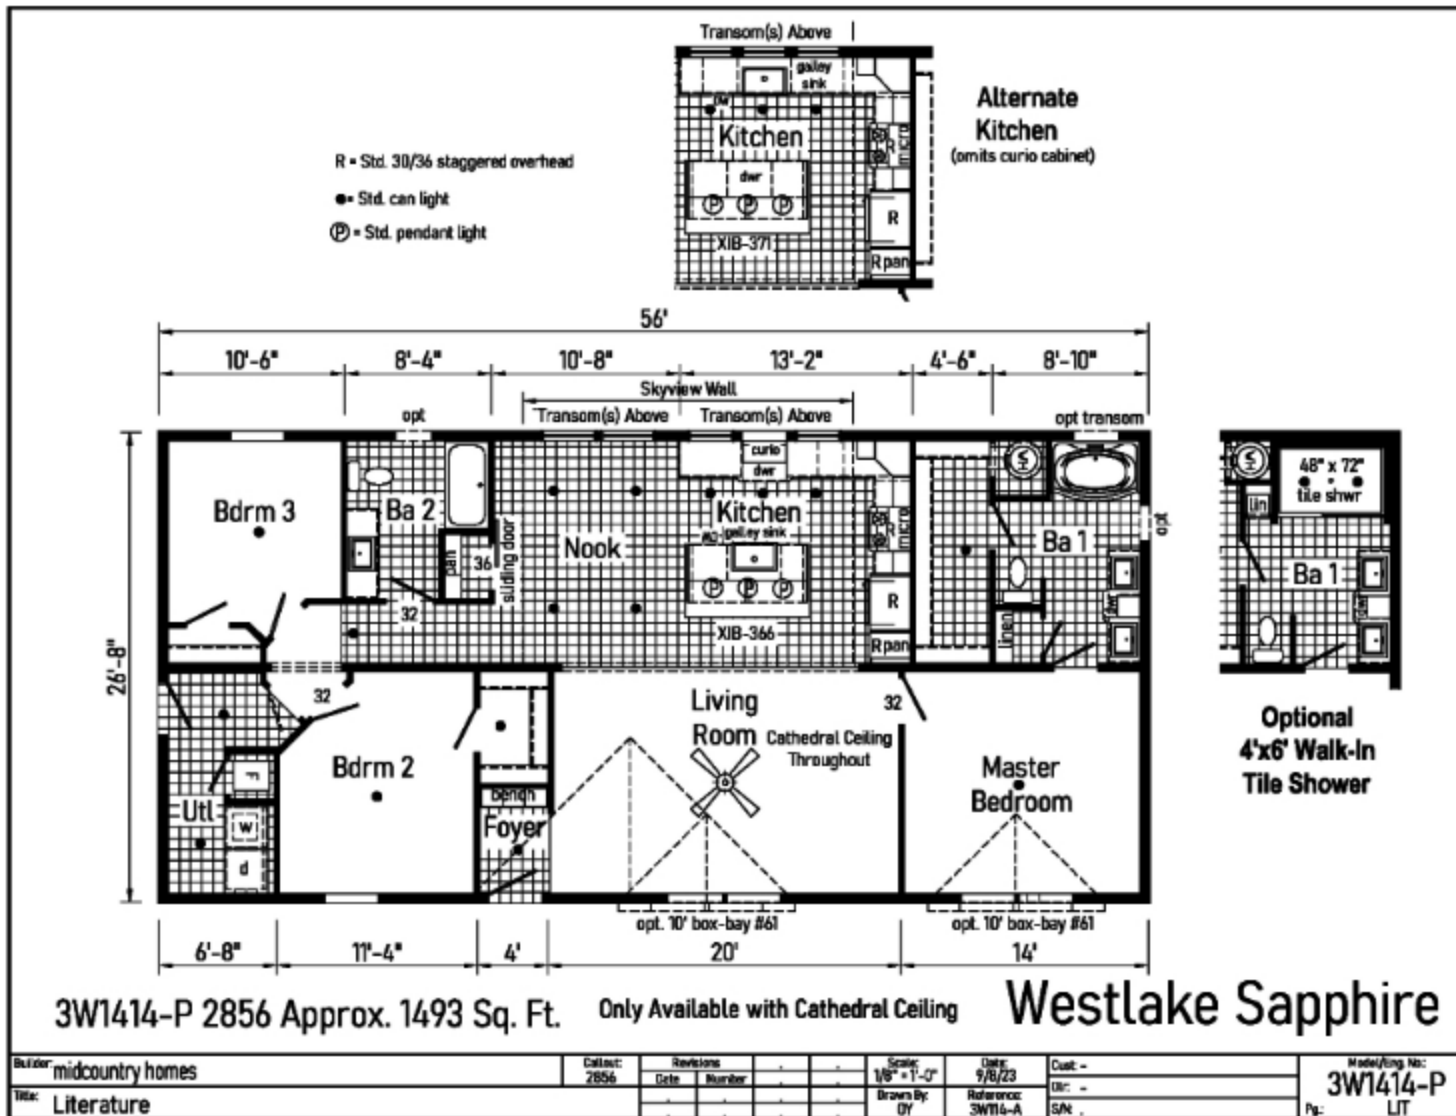 Transom(s) Above
galley
sink
DW
Kitchen
R
micro
dwr
P P P
R
XIB-371
R pan
Alternate
Kitchen
(omits curio cabinet)
R = Std. 30/36 staggered overhead
= Std. can light
P = Std. pendant light
56'
10'-6" 8'-4" 10'-8" 13'-2" 4'-6" 8'-10"
Skyview Wall
opt Transom(s) Above Transom(s) Above opt transom
curio
dwr
Bdrm 3 Ba 2 Nook Kitchen
galley sink
R
micro
P P P
R
XIB-366
R pan
pan
36
sliding door
32
Ba 1
opt
linen
dwr
48" x 72"
tile shwr
lin
Ba 1
dwr
Optional
4'x6' Walk-In
Tile Shower
26'-8"
32
Bdrm 2
Utl
F
w
d
bench
Foyer
Living
Room
Cathedral Ceiling
Throughout
32
Master
Bedroom
opt. 10' box-bay #61 opt. 10' box-bay #61
6'-8" 11'-4" 4' 20' 14'
3W1414-P 2856 Approx. 1493 Sq. Ft. Only Available with Cathedral Ceiling Westlake Sapphire
Builder: midcountry homes
Title: Literature
Callout:
2856
Revisions
Date Number
Scale:
1/8" = 1'-0"
Drawn By:
DY
Date:
9/8/23
Reference:
3W114-A
Cust: -
Dlr: -
S/N: .
Model/Eng. No.:
3W1414-P
Pg.: LIT